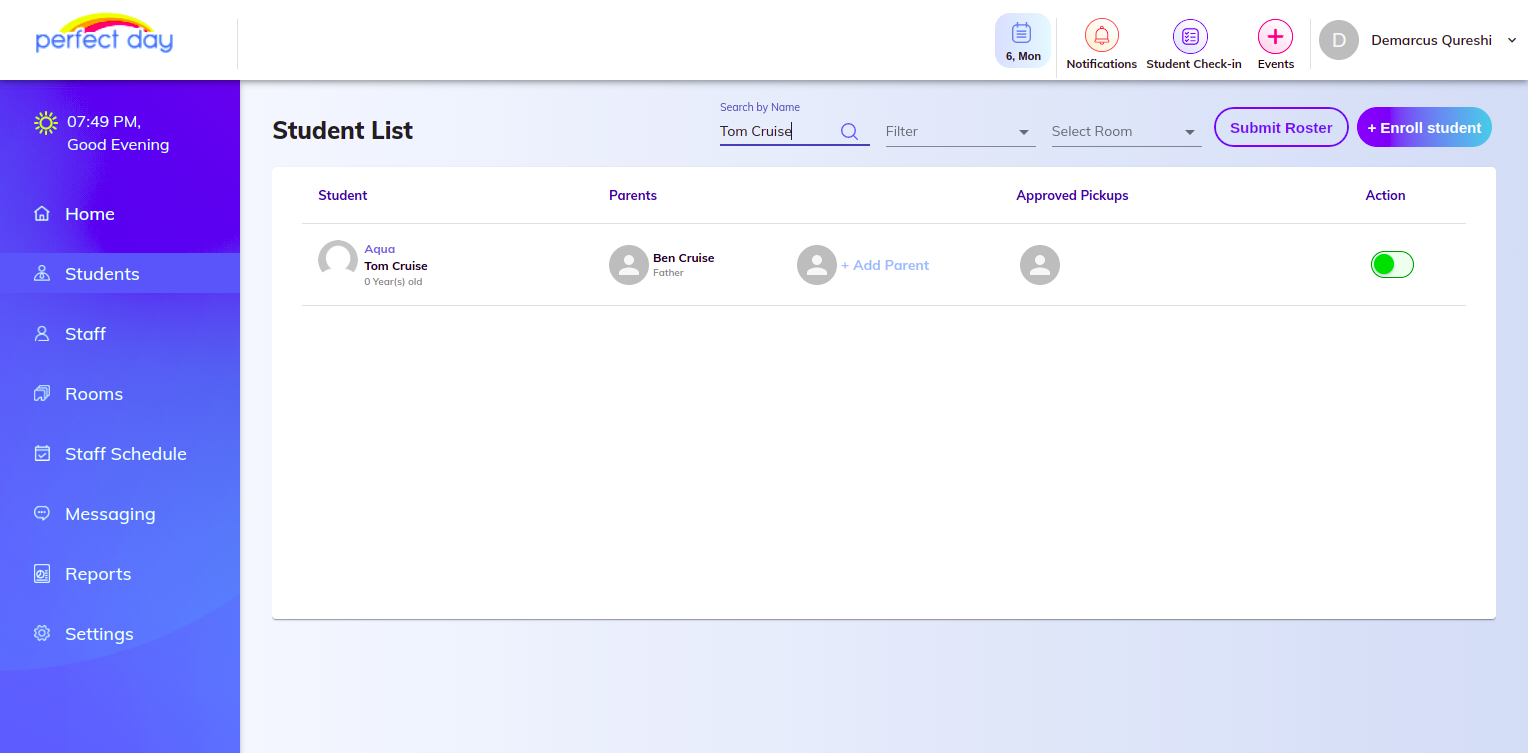 perfect day
6, Mon
Notifications
Student Check-in
Events
D
Demarcus Qureshi
07:49 PM,
Good Evening
Home
Students
Staff
Rooms
Staff Schedule
Messaging
Reports
Settings
Student List
Search by Name
Tom Cruise
Filter
Select Room
Submit Roster
+ Enroll student
Student
Parents
Approved Pickups
Action
Aqua
Tom Cruise
0 Year(s) old
Ben Cruise
Father
+ Add Parent